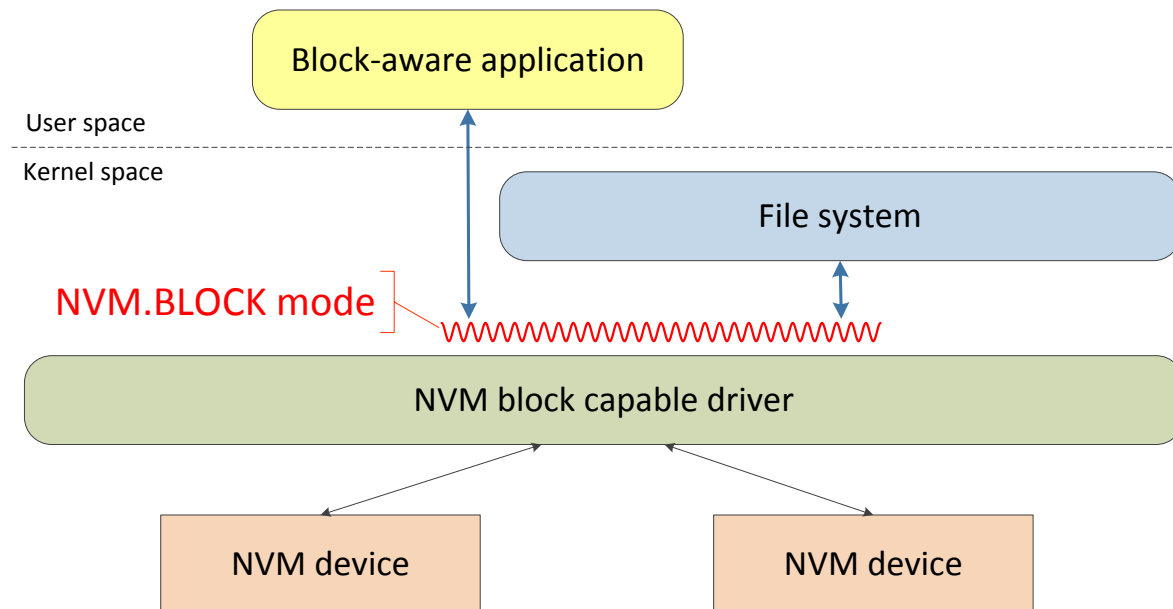 Block-aware application
User space
Kernel space
File system
NVM.BLOCK mode
NVM block capable driver
NVM device
NVM device